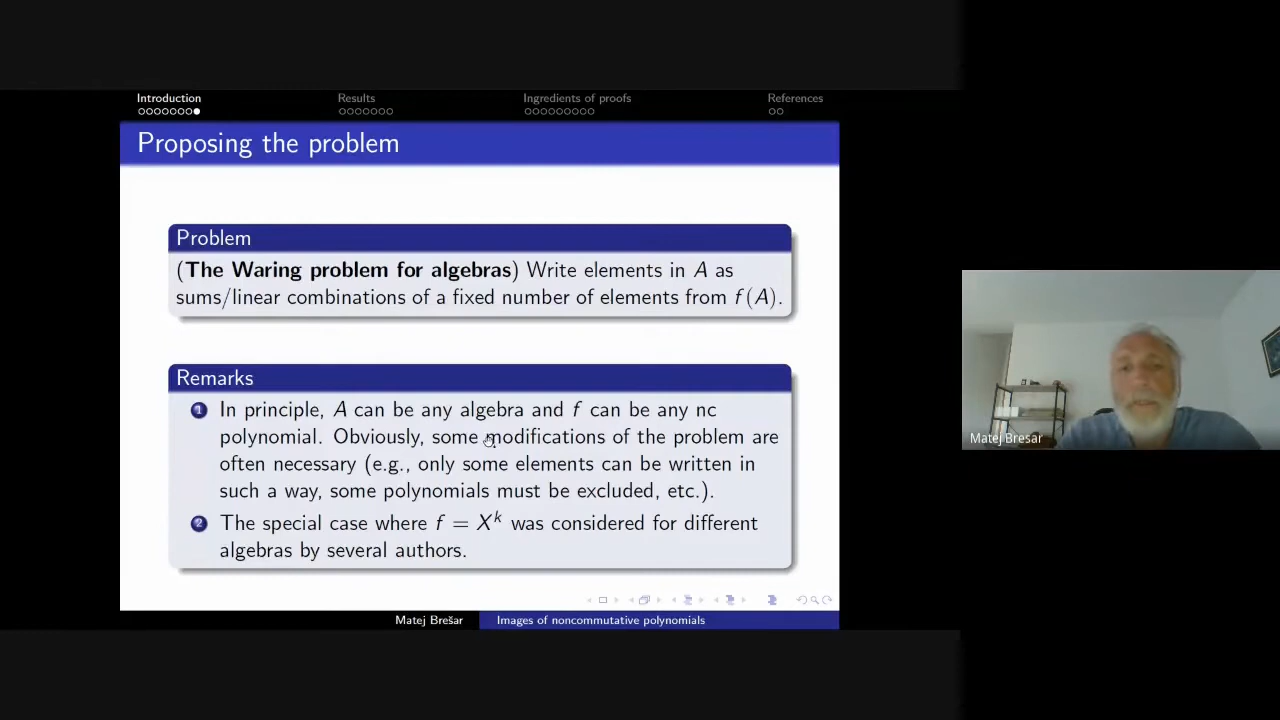 Introduction Results Ingredients of proofs References
Proposing the problem
Problem
(The Waring problem for algebras) Write elements in A as
sums/linear combinations of a fixed number of elements from f(A).
Remarks
1 In principle, A can be any algebra and f can be any nc
polynomial. Obviously, some modifications of the problem are
often necessary (e.g., only some elements can be written in
such a way, some polynomials must be excluded, etc.).
2 The special case where f = X^k was considered for different
algebras by several authors.
Matej Brešar Images of noncommutative polynomials
Matej Bresar